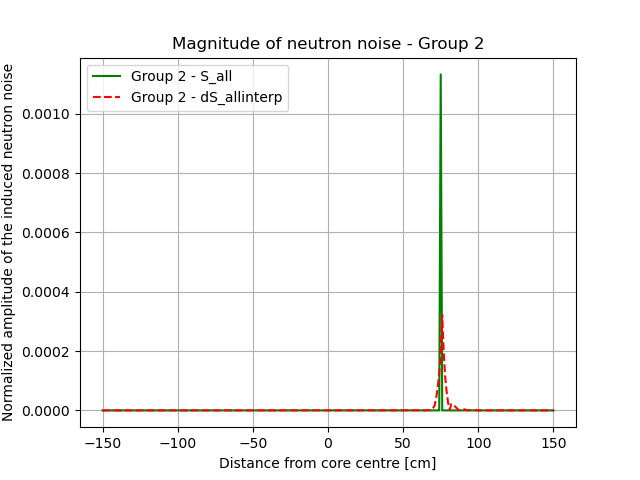 Magnitude of neutron noise - Group 2
Group 2 - S_all
Group 2 - dS_allinterp
Normalized amplitude of the induced neutron noise
0.0010
0.0008
0.0006
0.0004
0.0002
0.0000
−150
−100
−50
0
50
100
150
Distance from core centre [cm]